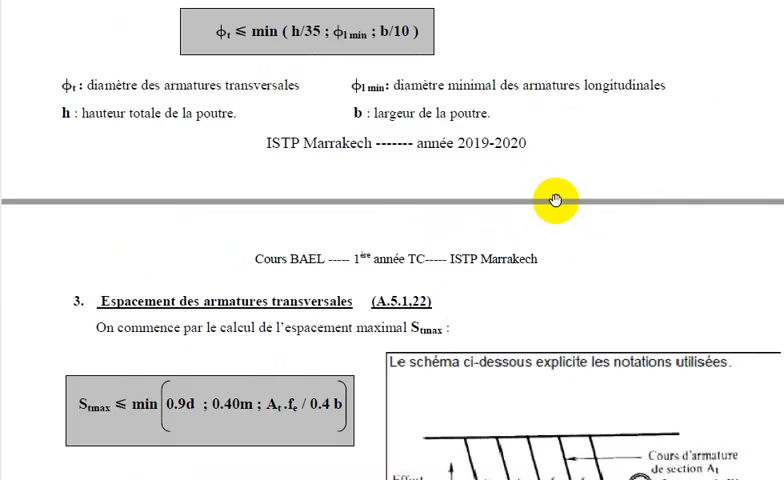 ϕt ≤ min ( h/35 ; ϕl min ; b/10 )
ϕt : diamètre des armatures transversales ϕl min: diamètre minimal des armatures longitudinales
h : hauteur totale de la poutre. b : largeur de la poutre.
ISTP Marrakech ------- année 2019-2020
Cours BAEL ----- 1ère année TC----- ISTP Marrakech
3. Espacement des armatures transversales (A.5.1,22)
On commence par le calcul de l'espacement maximal Stmax :
Le schéma ci-dessous explicite les notations utilisées.
Stmax ≤ min ( 0.9d ; 0.40m ; At .fe / 0.4 b )
Cours d'armature
de section At
Effort